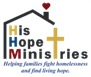 His
Hope
Ministries
Helping families fight homelessness
and find living hope.